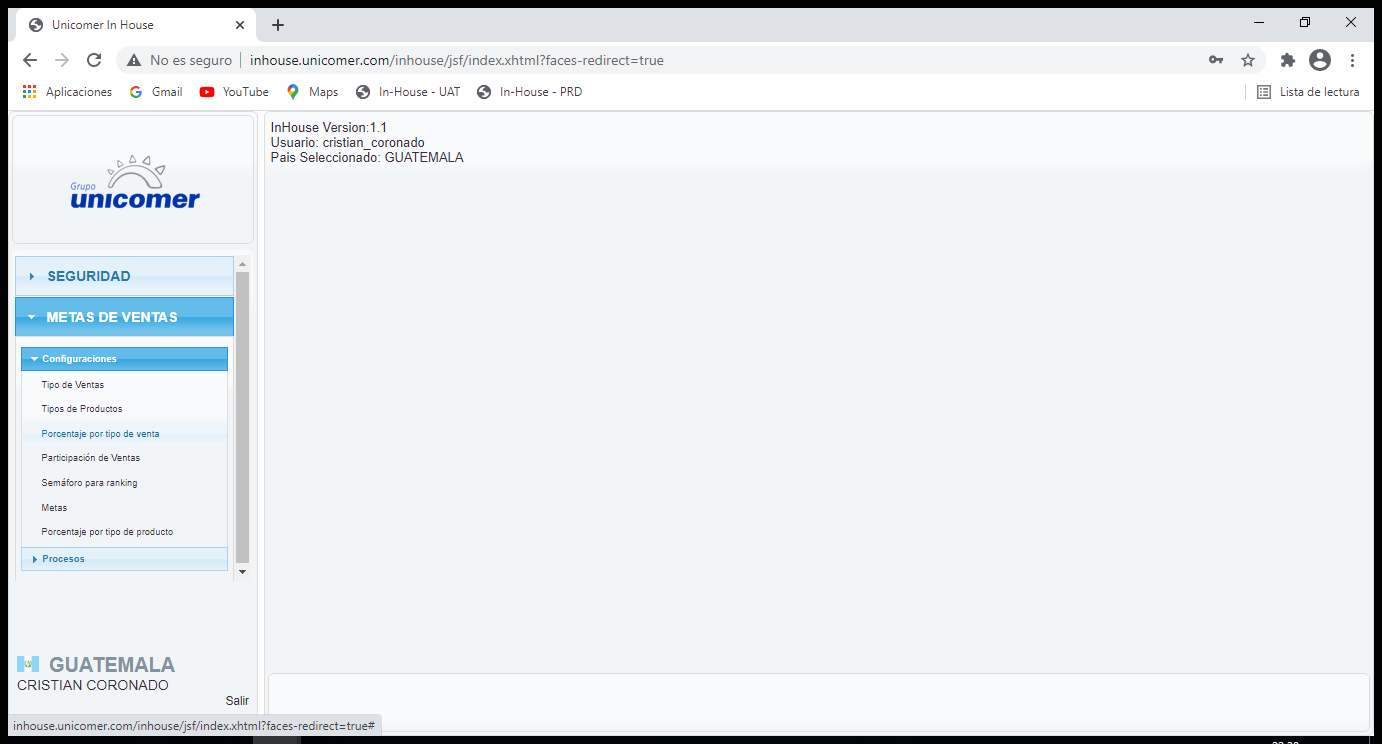 Unicomer In House
No es seguro inhouse.unicomer.com/inhouse/jsf/index.xhtml?faces-redirect=true
Aplicaciones Gmail YouTube Maps In-House - UAT In-House - PRD Lista de lectura
Grupo
unicomer
InHouse Version:1.1
Usuario: cristian_coronado
Pais Seleccionado: GUATEMALA
SEGURIDAD
METAS DE VENTAS
Configuraciones
Tipo de Ventas
Tipos de Productos
Porcentaje por tipo de venta
Participación de Ventas
Semáforo para ranking
Metas
Porcentaje por tipo de producto
Procesos
GUATEMALA
CRISTIAN CORONADO
Salir
inhouse.unicomer.com/inhouse/jsf/index.xhtml?faces-redirect=true#